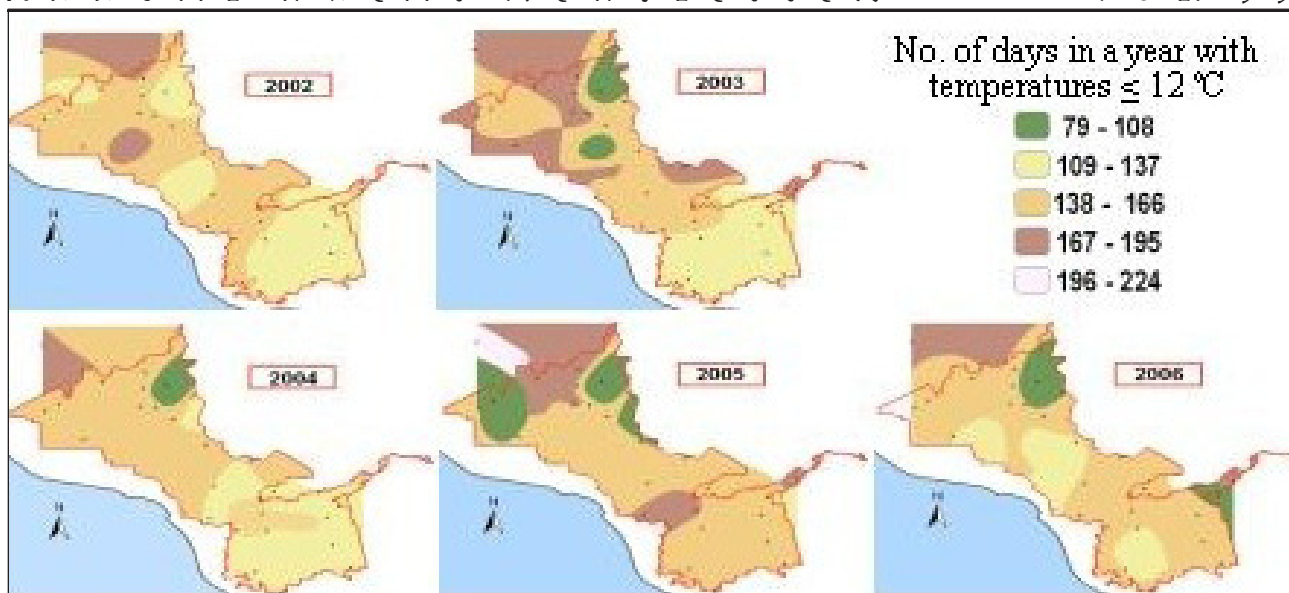 No. of days in a year with
temperatures ≤ 12 °C
79 - 108
109 - 137
138 - 166
167 - 195
196 - 224
2002
2003
2004
2005
2006
N
N
N
N
N